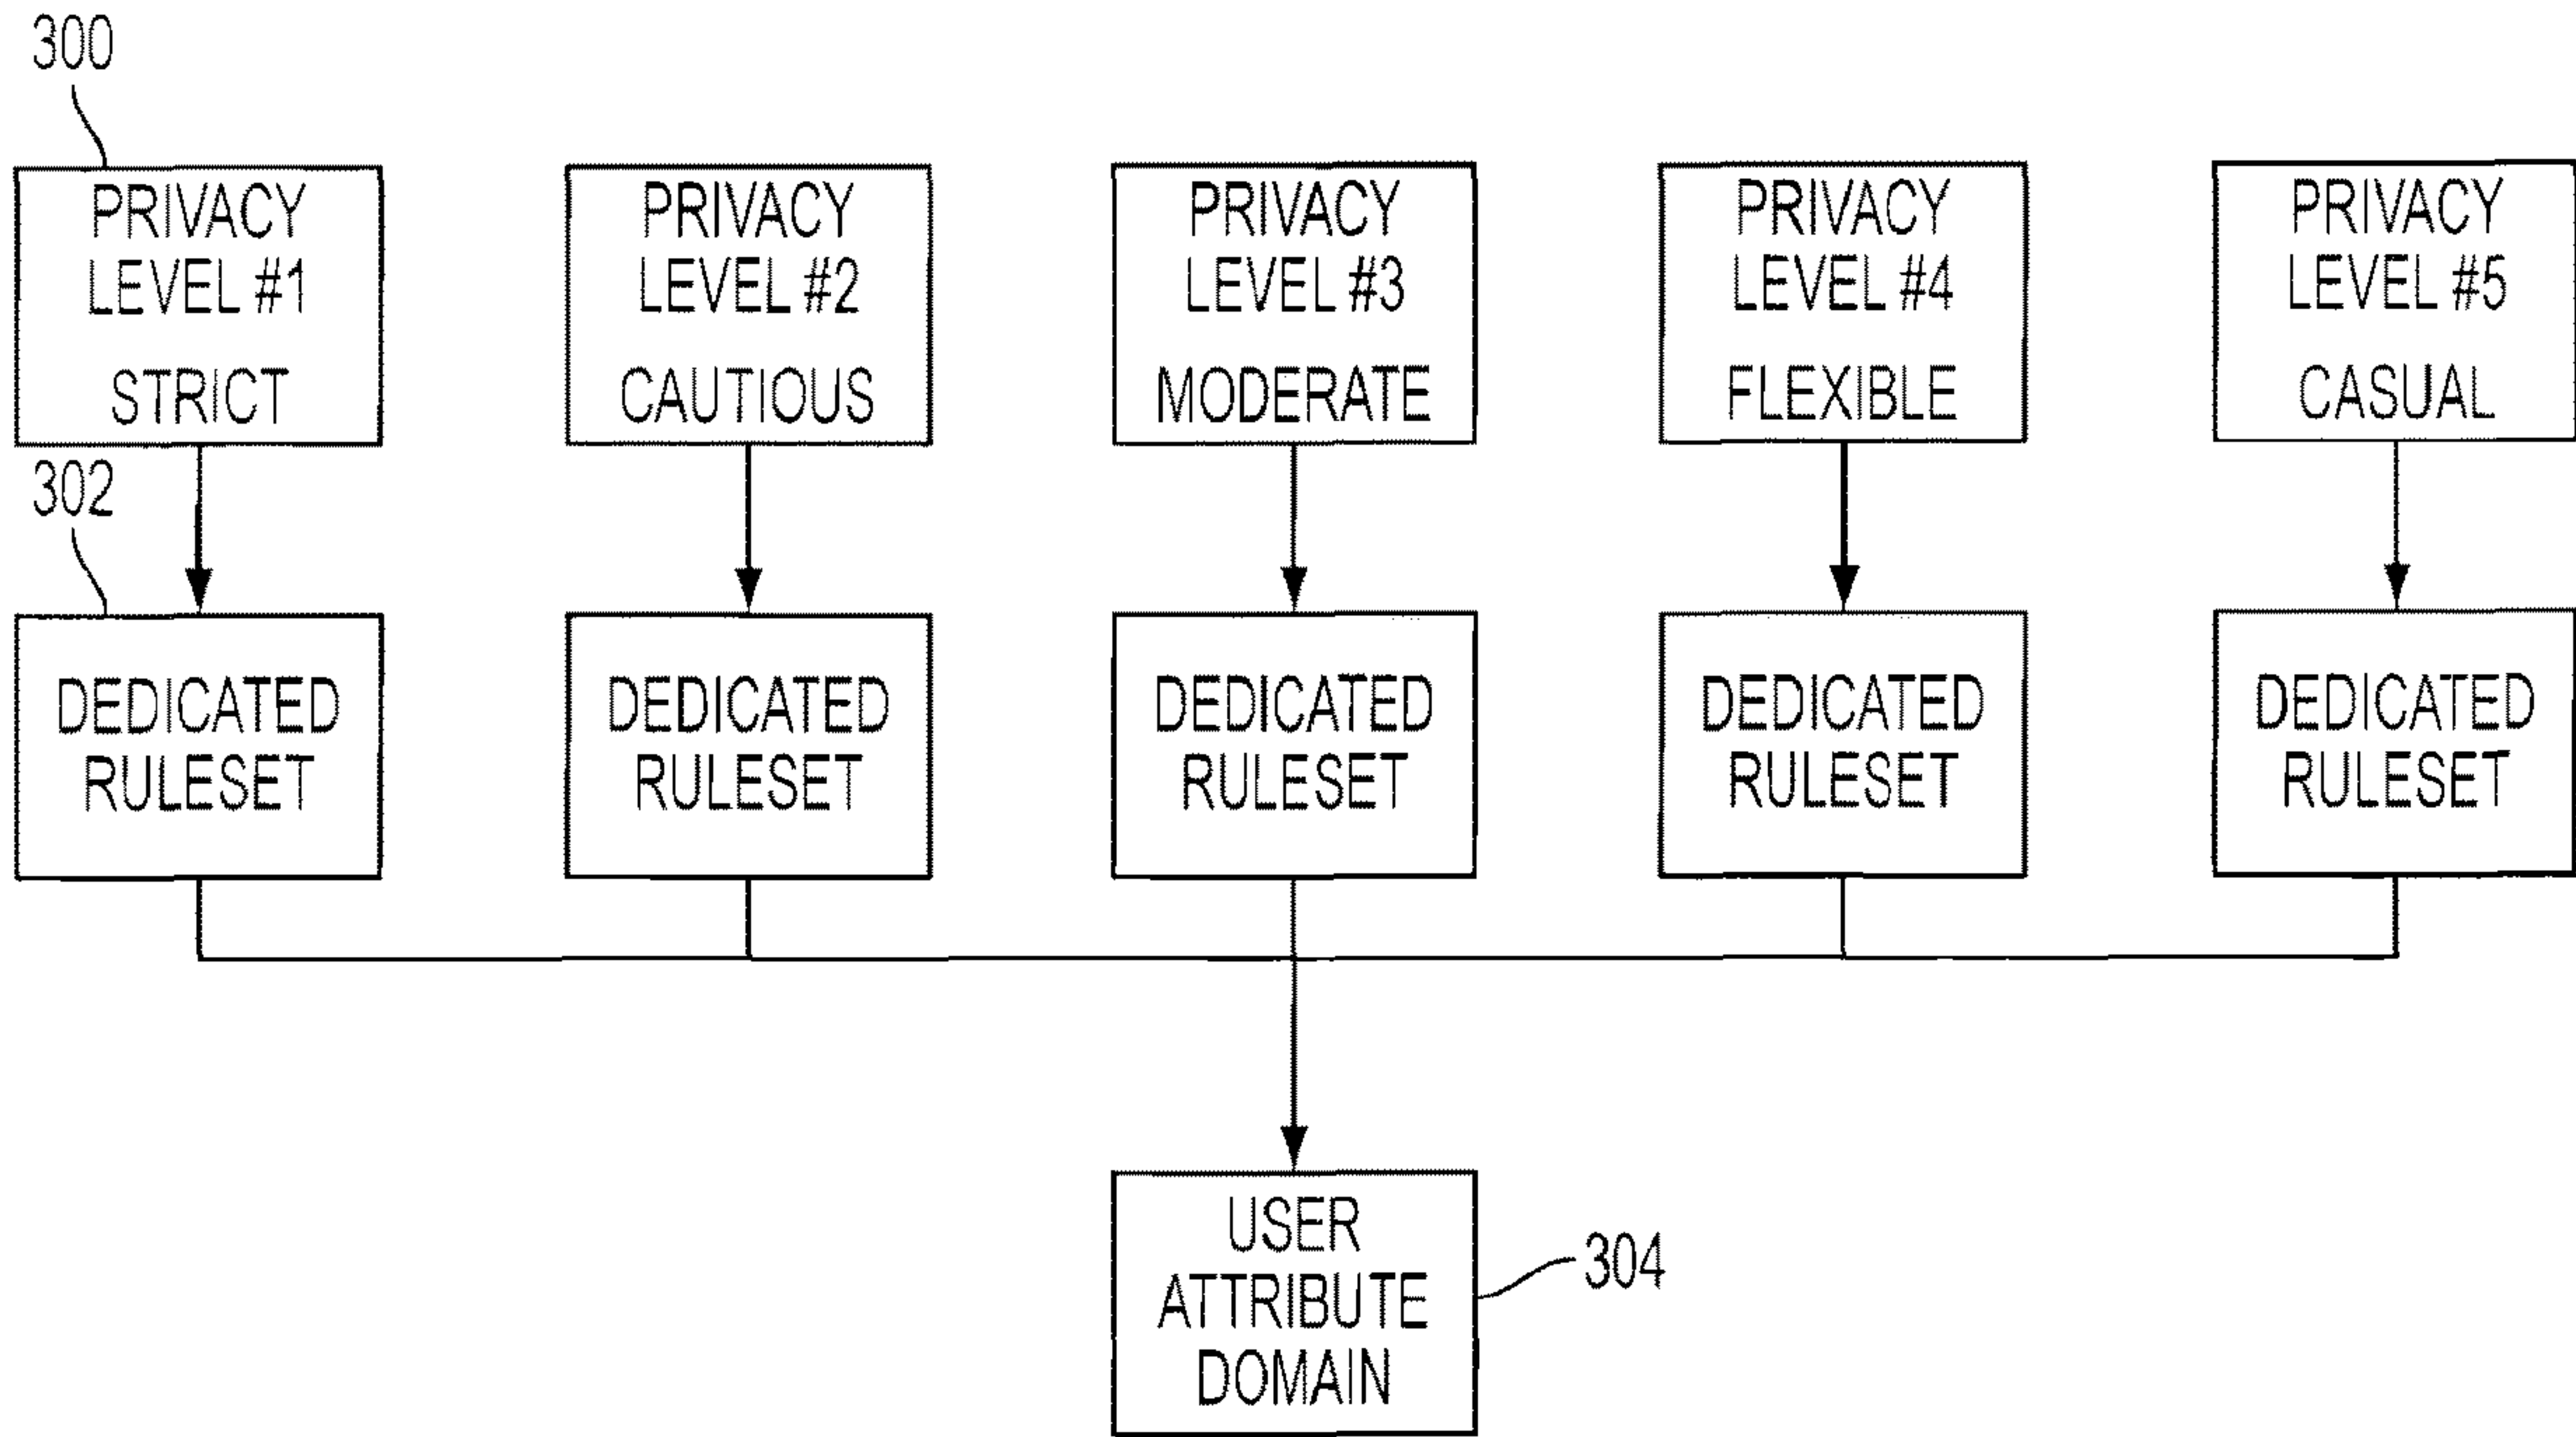 300
PRIVACY
LEVEL #1
STRICT
PRIVACY
LEVEL #2
CAUTIOUS
PRIVACY
LEVEL #3
MODERATE
PRIVACY
LEVEL #4
FLEXIBLE
PRIVACY
LEVEL #5
CASUAL
302
DEDICATED
RULESET
DEDICATED
RULESET
DEDICATED
RULESET
DEDICATED
RULESET
DEDICATED
RULESET
USER
ATTRIBUTE
DOMAIN
304